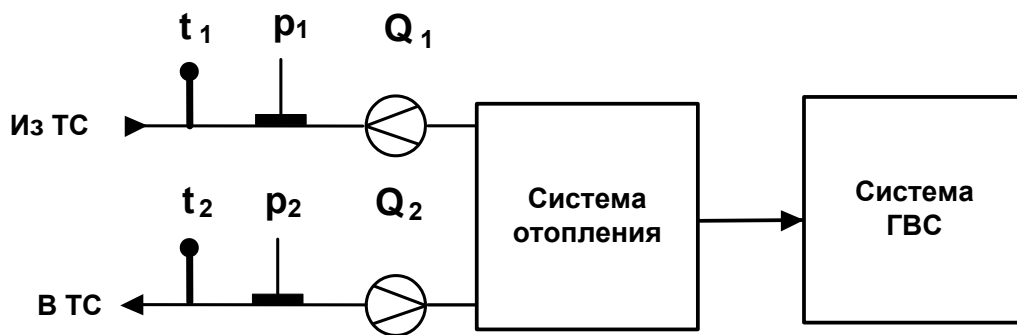 t 1 p1 Q 1
Из ТС
Система
отопления
Система
ГВС
t 2 p2 Q 2
В ТС